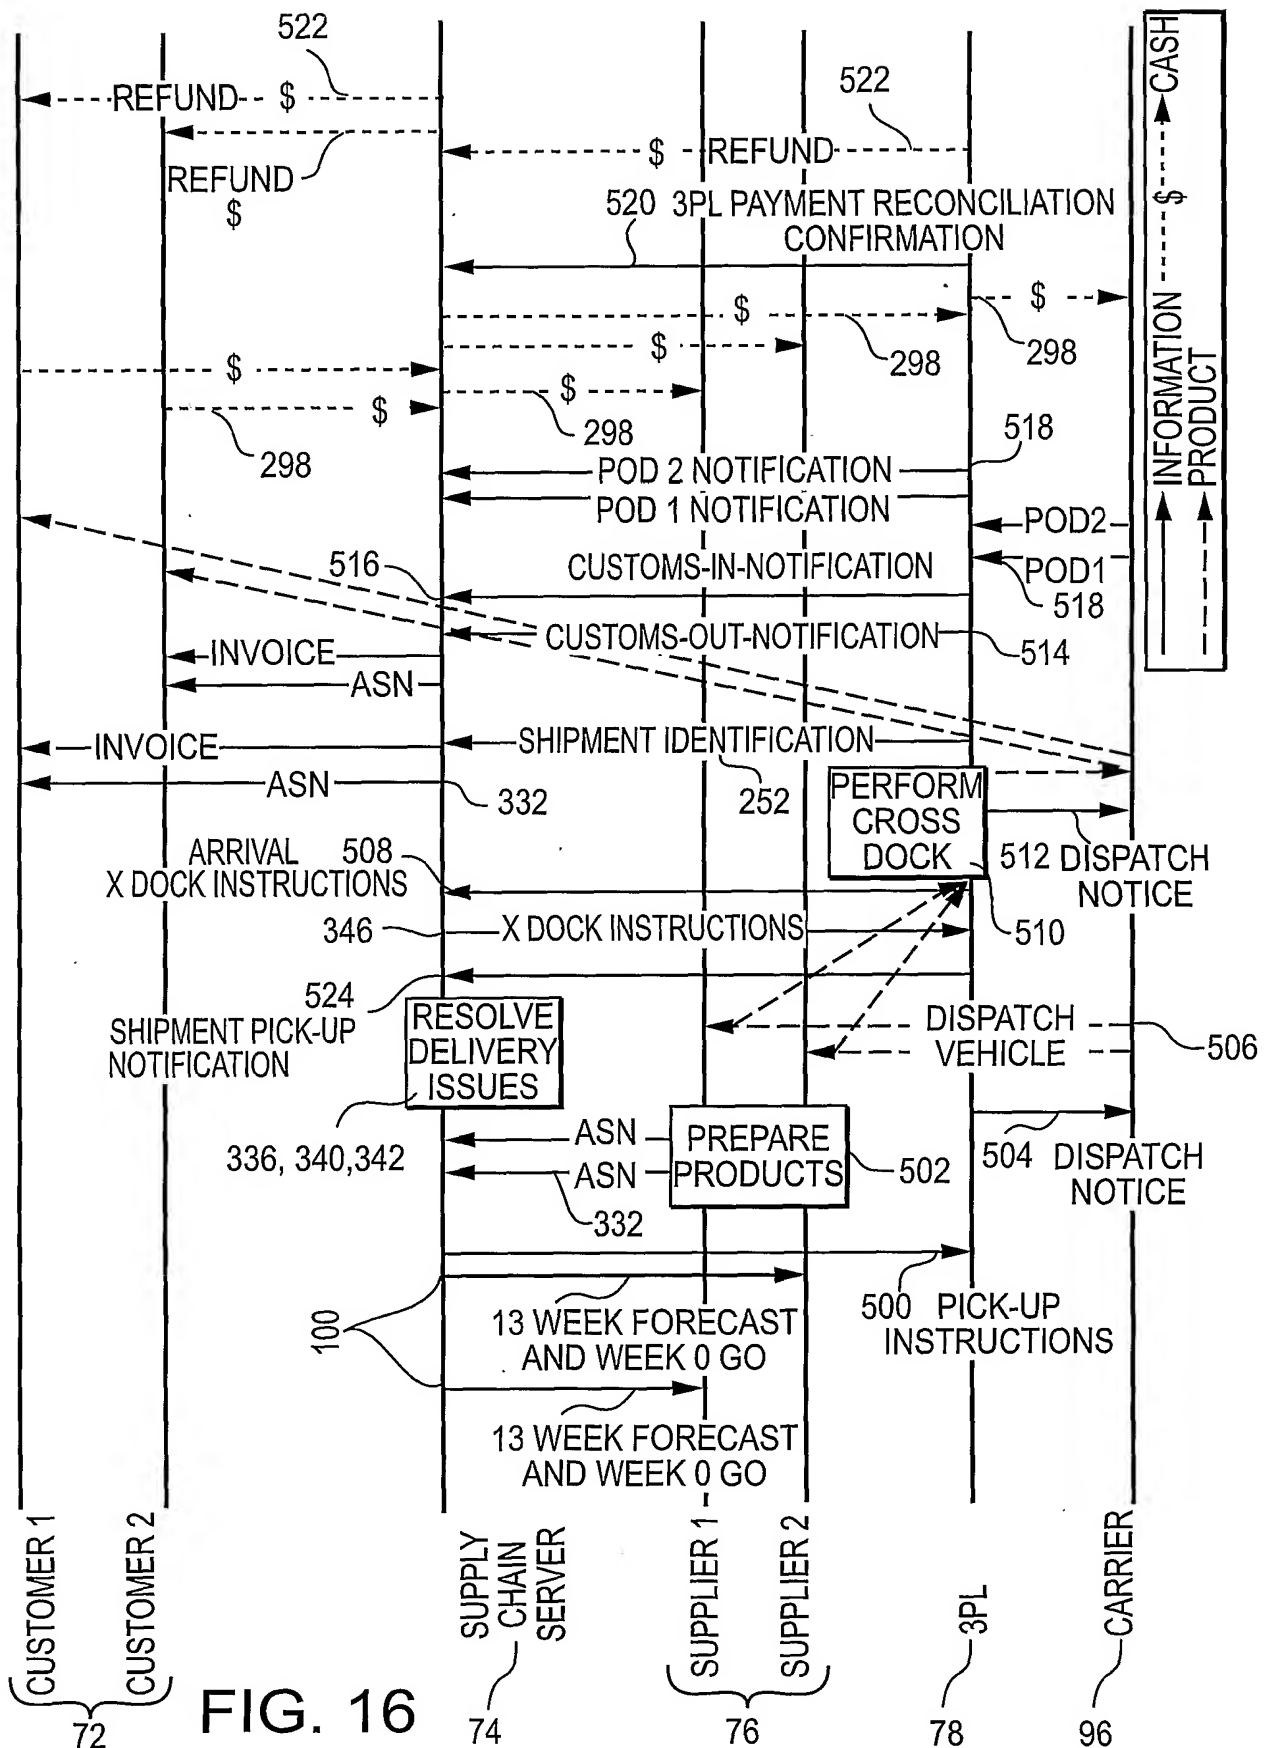 522
REFUND $
522
REFUND
$
$ REFUND
520 3PL PAYMENT RECONCILIATION
CONFIRMATION
$
$
298
298
$
$
$
$
298
298
518
POD 2 NOTIFICATION
POD 1 NOTIFICATION
POD2
POD1
518
516
CUSTOMS-IN-NOTIFICATION
CUSTOMS-OUT-NOTIFICATION
514
INVOICE
ASN
INVOICE
SHIPMENT IDENTIFICATION
252
ASN
332
PERFORM
CROSS
DOCK
512 DISPATCH
NOTICE
510
ARRIVAL 508
X DOCK INSTRUCTIONS
346
X DOCK INSTRUCTIONS
524
SHIPMENT PICK-UP
NOTIFICATION
RESOLVE
DELIVERY
ISSUES
336, 340,342
DISPATCH
VEHICLE
506
504 DISPATCH
NOTICE
ASN
ASN
332
PREPARE
PRODUCTS
502
500 PICK-UP
INSTRUCTIONS
100
13 WEEK FORECAST
AND WEEK 0 GO
13 WEEK FORECAST
AND WEEK 0 GO
CASH
$
INFORMATION
PRODUCT
CUSTOMER 1
CUSTOMER 2
72
SUPPLY
CHAIN
SERVER
74
SUPPLIER 1
SUPPLIER 2
76
3PL
78
CARRIER
96
FIG. 16